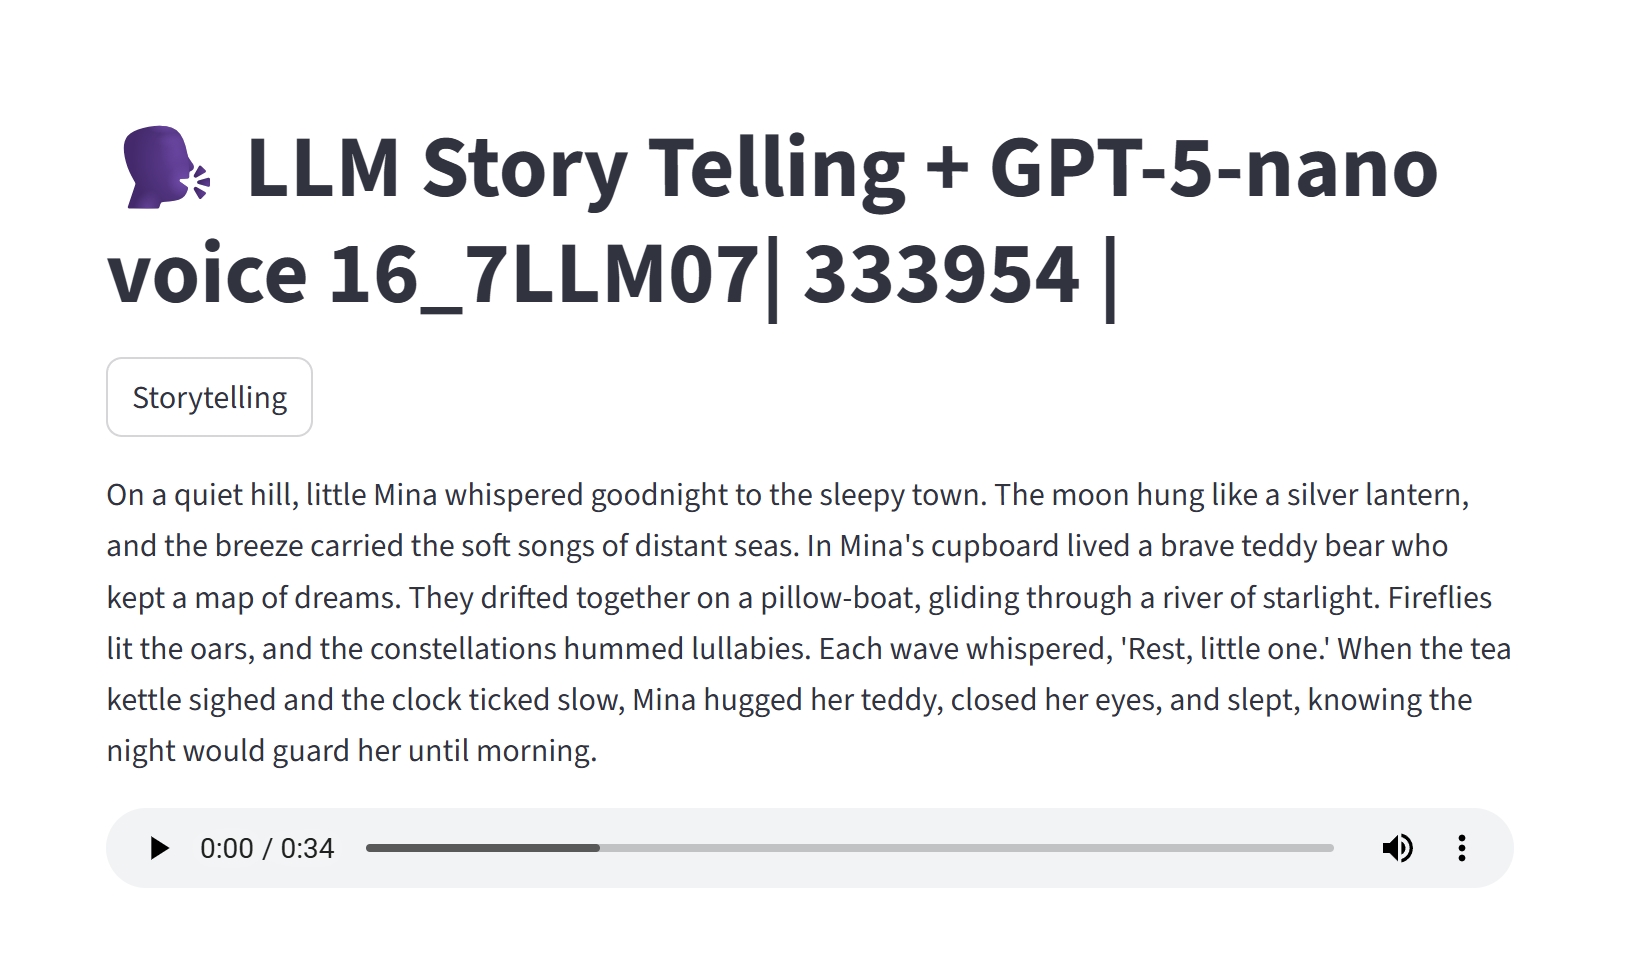 LLM Story Telling + GPT-5-nano
voice 16_7LLM07| 333954 |
Storytelling
On a quiet hill, little Mina whispered goodnight to the sleepy town. The moon hung like a silver lantern,
and the breeze carried the soft songs of distant seas. In Mina's cupboard lived a brave teddy bear who
kept a map of dreams. They drifted together on a pillow-boat, gliding through a river of starlight. Fireflies
lit the oars, and the constellations hummed lullabies. Each wave whispered, 'Rest, little one.' When the tea
kettle sighed and the clock ticked slow, Mina hugged her teddy, closed her eyes, and slept, knowing the
night would guard her until morning.
0:00 / 0:34